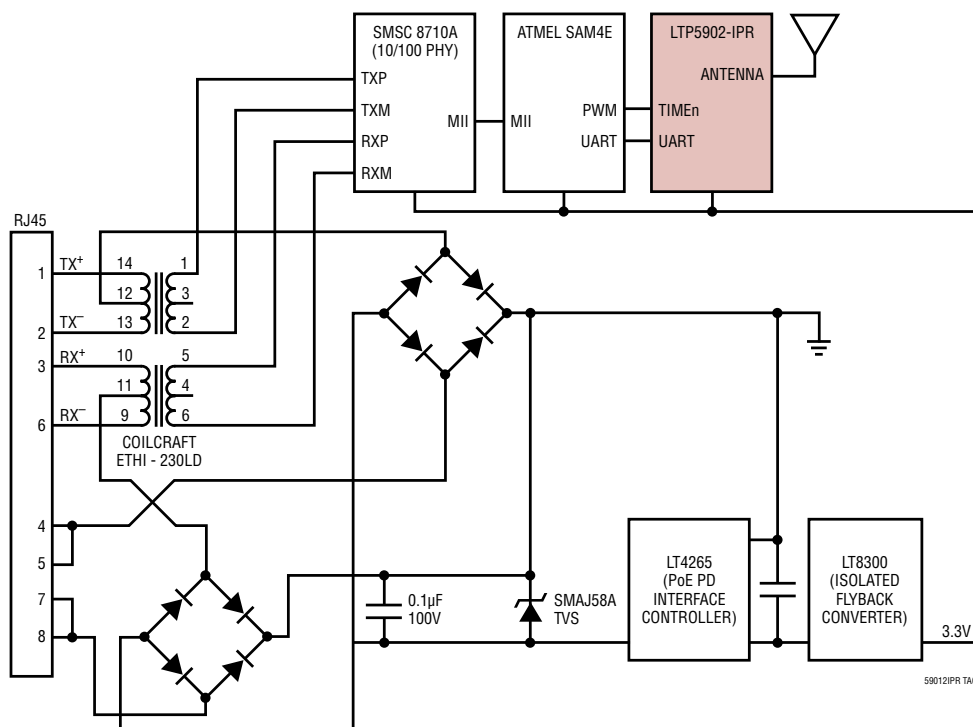 SMSC 8710A
(10/100 PHY)
TXP
TXM
RXP
RXM
MII
ATMEL SAM4E
MII
PWM
UART
LTP5902-IPR
ANTENNA
TIMEn
UART
RJ45
1
TX+
14
1
12
3
2
TX–
13
2
3
RX+
10
5
11
4
6
RX–
9
6
COILCRAFT
ETHI - 230LD
4
5
7
8
0.1µF
100V
SMAJ58A
TVS
LT4265
(PoE PD
INTERFACE
CONTROLLER)
LT8300
(ISOLATED
FLYBACK
CONVERTER)
3.3V
59012IPR TA0